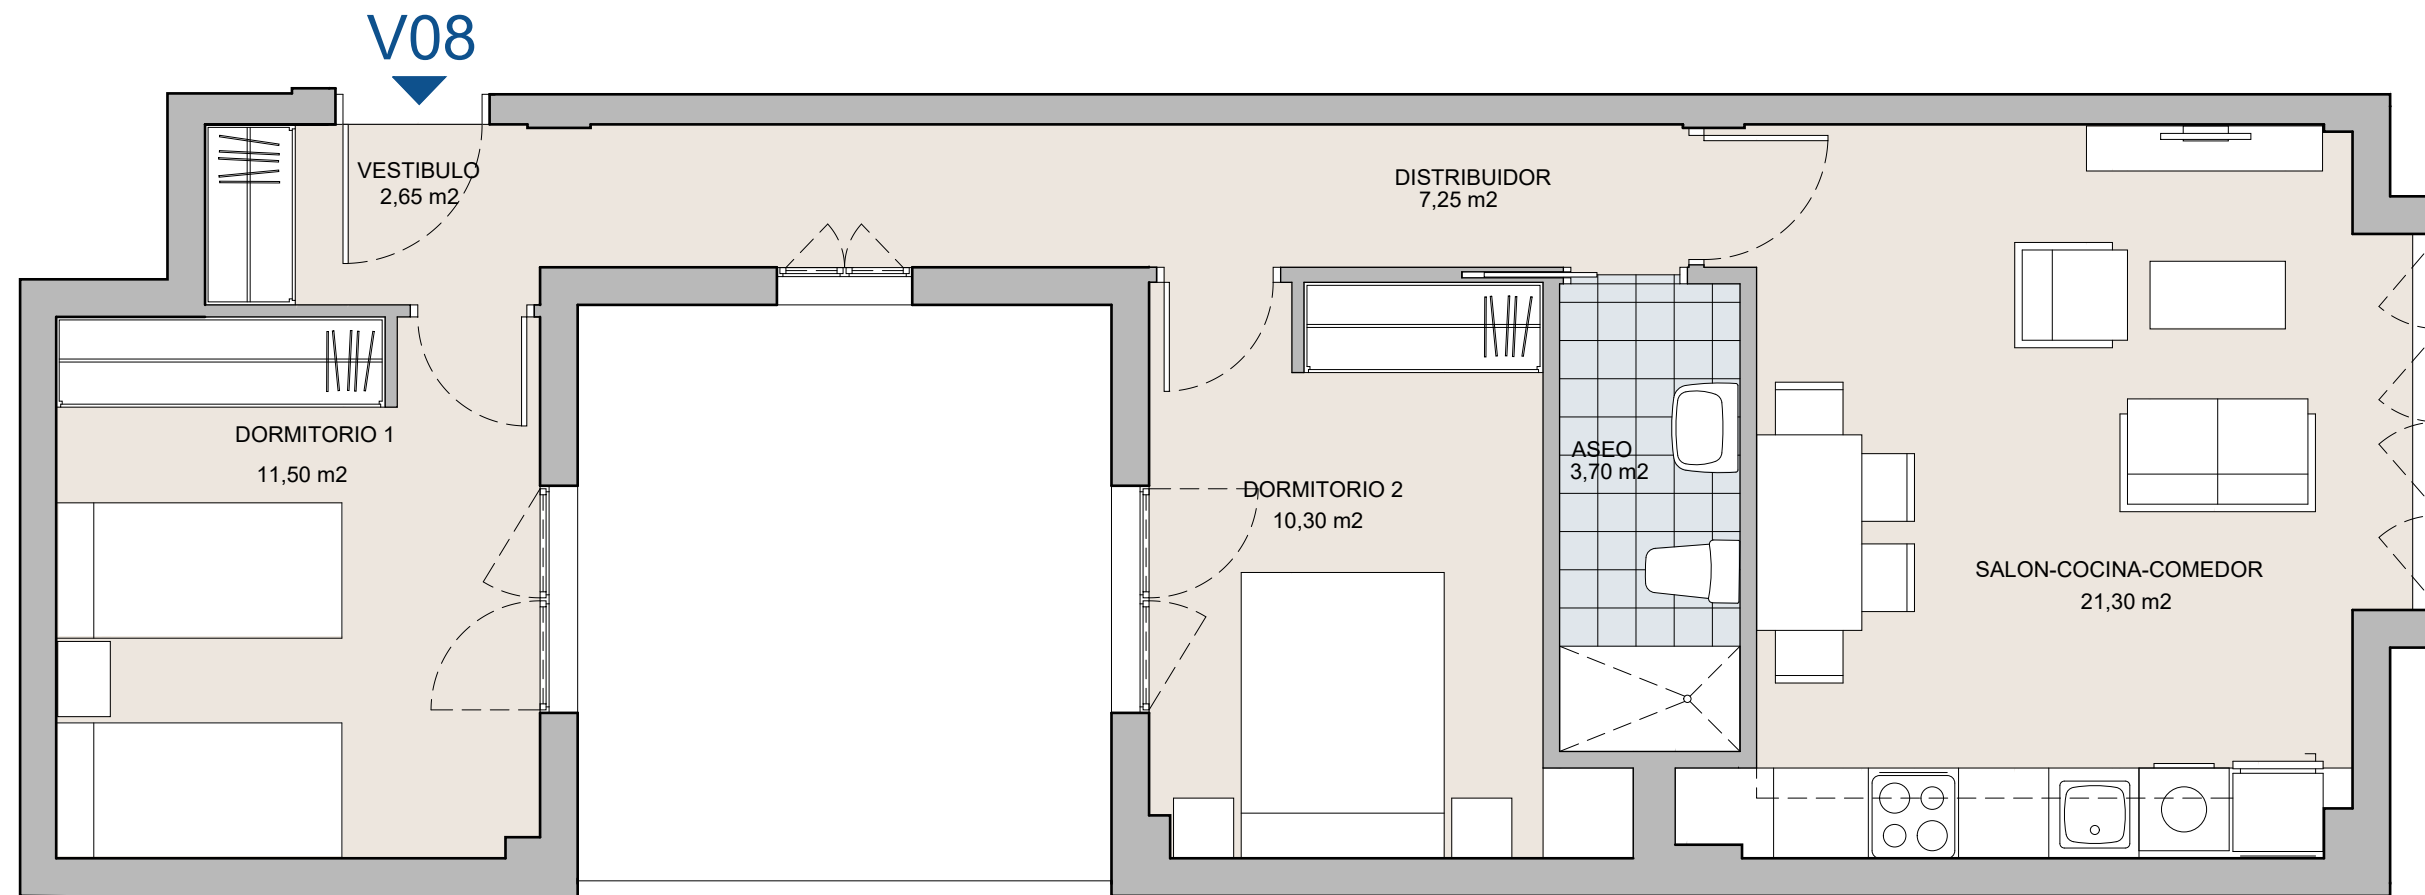 V08
VESTIBULO
2,65 m2
DISTRIBUIDOR
7,25 m2
DORMITORIO 1
11,50 m2
ASEO
3,70 m2
DORMITORIO 2
10,30 m2
SALON-COCINA-COMEDOR
21,30 m2